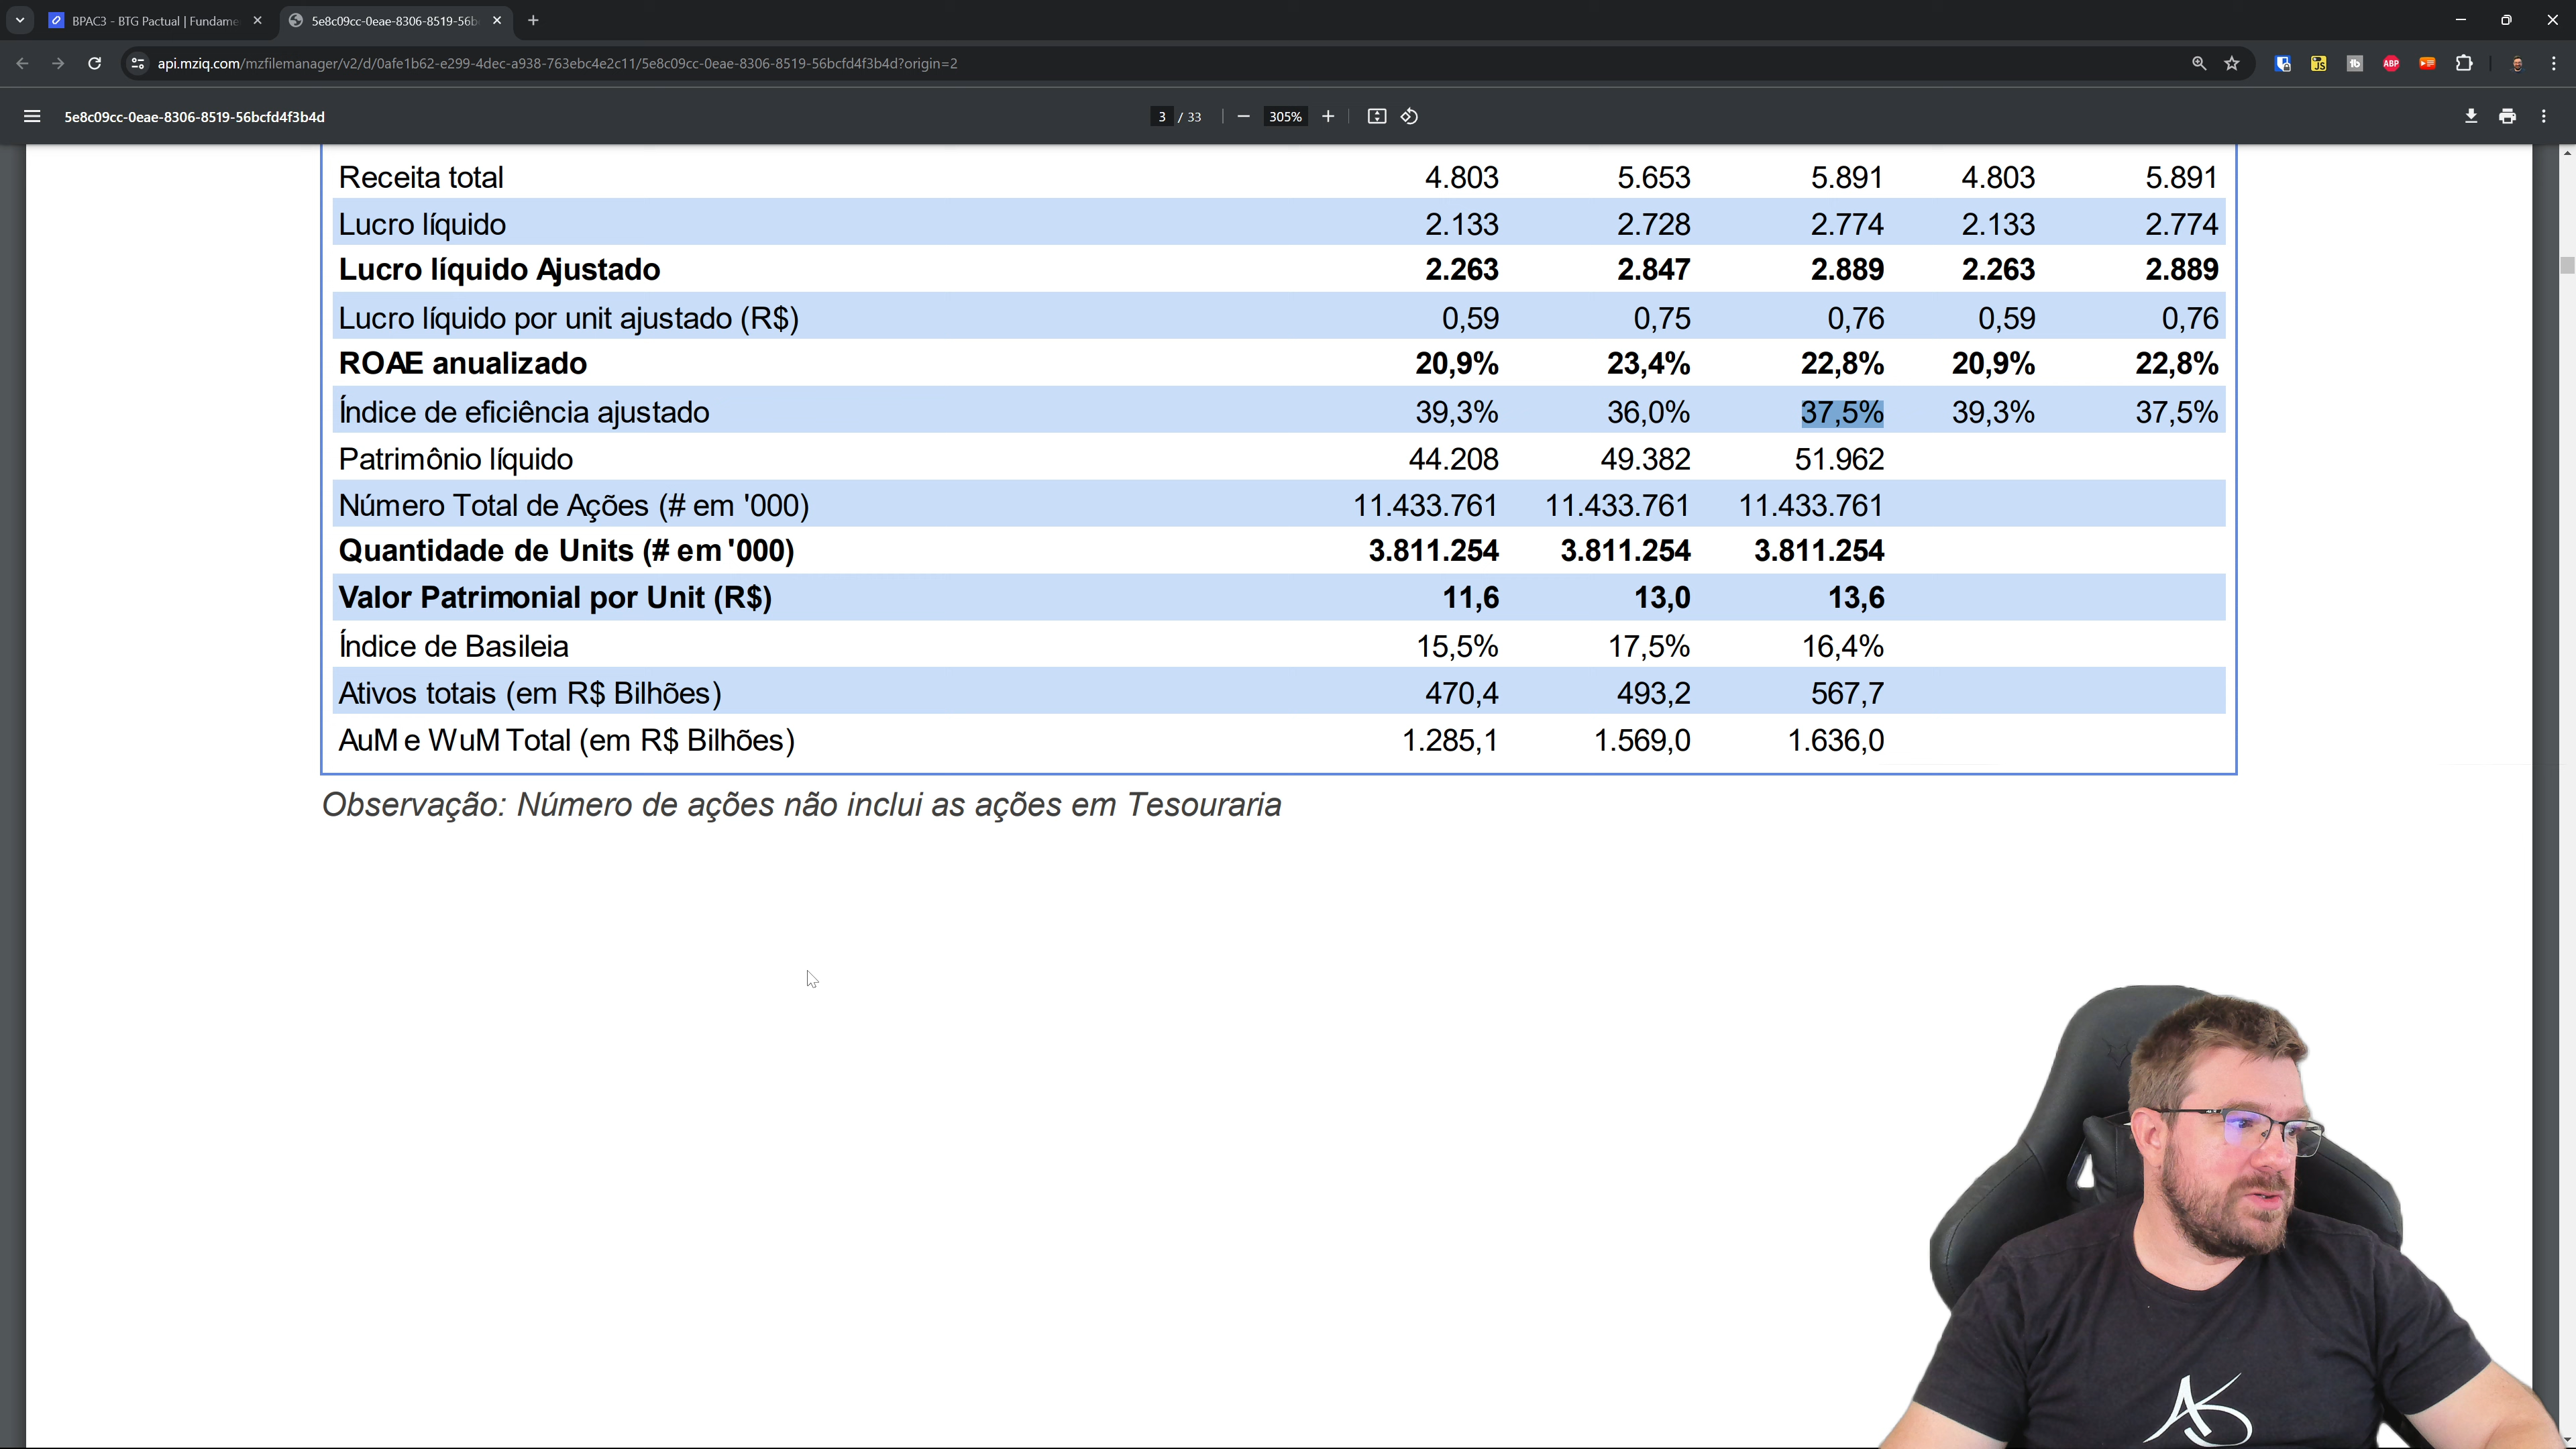 BPAC3 - BTG Pactual | Fundame
5e8c09cc-0eae-8306-8519-56b
api.mziq.com/mzfilemanager/v2/d/0afe1b62-e299-4dec-a938-763ebc4e2c11/5e8c09cc-0eae-8306-8519-56bcfd4f3b4d?origin=2
JS
ABP
5e8c09cc-0eae-8306-8519-56bcfd4f3b4d
3 / 33
305%
Receita total 4.803 5.653 5.891 4.803 5.891
Lucro líquido 2.133 2.728 2.774 2.133 2.774
Lucro líquido Ajustado 2.263 2.847 2.889 2.263 2.889
Lucro líquido por unit ajustado (R$) 0,59 0,75 0,76 0,59 0,76
ROAE anualizado 20,9% 23,4% 22,8% 20,9% 22,8%
Índice de eficiência ajustado 39,3% 36,0% 37,5% 39,3% 37,5%
Patrimônio líquido 44.208 49.382 51.962
Número Total de Ações (# em '000) 11.433.761 11.433.761 11.433.761
Quantidade de Units (# em '000) 3.811.254 3.811.254 3.811.254
Valor Patrimonial por Unit (R$) 11,6 13,0 13,6
Índice de Basileia 15,5% 17,5% 16,4%
Ativos totais (em R$ Bilhões) 470,4 493,2 567,7
AuM e WuM Total (em R$ Bilhões) 1.285,1 1.569,0 1.636,0
Observação: Número de ações não inclui as ações em Tesouraria